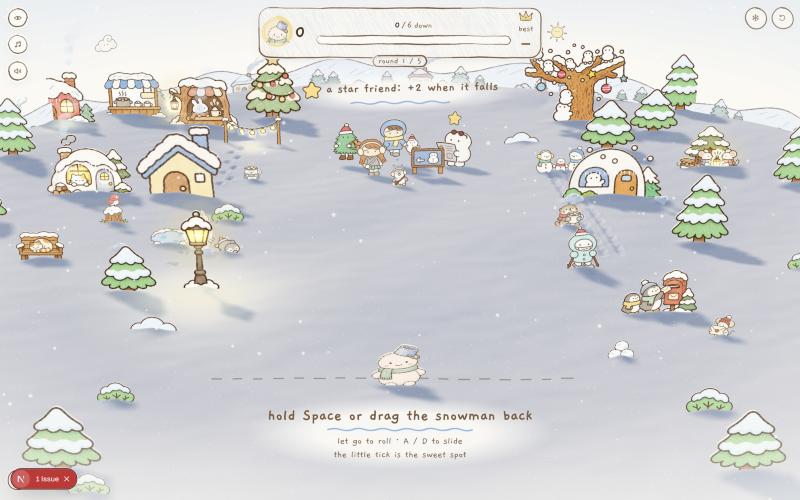 0
0 / 6 down
best
–
round 1 / 5
a star friend: +2 when it falls
hold Space or drag the snowman back
let go to roll · A / D to slide
the little tick is the sweet spot
N 1 Issue ×